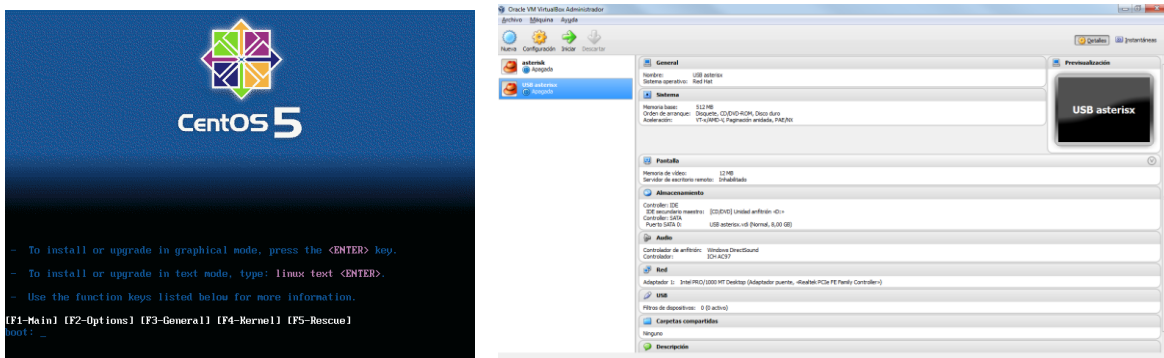 CentOS 5
- To install or upgrade in graphical mode, press the <ENTER> key.
- To install or upgrade in text mode, type: linux text <ENTER>.
- Use the function keys listed below for more information.
[F1-Main] [F2-Options] [F3-General] [F4-Kernel] [F5-Rescue]
boot: _
Oracle VM VirtualBox Administrador
Archivo Máquina Ayuda
Nueva Configuración Iniciar Descartar
Detalles Instantáneas
asterisk
Apagada
USB asterisx
Apagada
General
Nombre: USB asterisx
Sistema operativo: Red Hat
Sistema
Memoria base: 512 MB
Orden de arranque: Disquete, CD/DVD-ROM, Disco duro
Aceleración: VT-x/AMD-V, Paginación anidada, PAE/NX
Previsualización
USB asterisx
Pantalla
Memoria de vídeo: 12 MB
Servidor de escritorio remoto: Inhabilitado
Almacenamiento
Controller: IDE
IDE secundario maestro: [CD/DVD] Unidad anfitrión <D:>
Controller: SATA
Puerto SATA 0: USB asterisx.vdi (Normal, 8,00 GB)
Audio
Controlador de anfitrión: Windows DirectSound
Controlador: ICH AC97
Red
Adaptador 1: Intel PRO/1000 MT Desktop (Adaptador puente, «Realtek PCIe FE Family Controller»)
USB
Filtros de dispositivos: 0 (0 activo)
Carpetas compartidas
Ninguno
Descripción